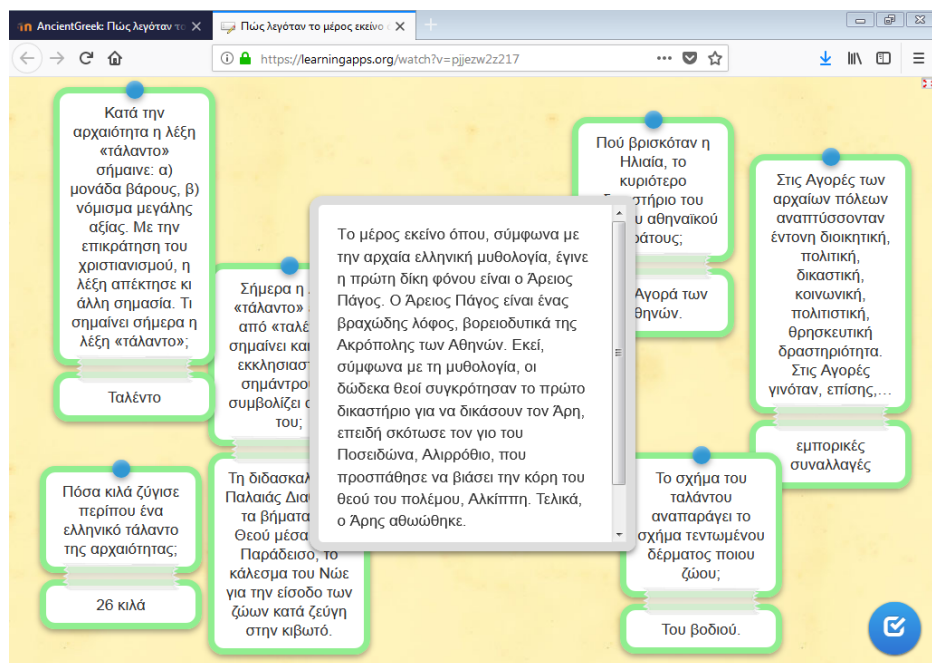 AncientGreek: Πώς λεγόταν το
Πώς λεγόταν το μέρος εκείνο
https://learningapps.org/watch?v=pjjezw2z217
Κατά την
αρχαιότητα η λέξη
«τάλαντο»
σήμαινε: α)
μονάδα βάρους, β)
νόμισμα μεγάλης
αξίας. Με την
επικράτηση του
χριστιανισμού, η
λέξη απέκτησε κι
άλλη σημασία. Τι
σημαίνει σήμερα η
λέξη «τάλαντο»;
Ταλέντο
Πόσα κιλά ζύγισε
περίπου ένα
ελληνικό τάλαντο
της αρχαιότητας;
26 κιλά
Σήμερα η
«τάλαντο»
από
σημαίνει
συμβολίζει
του;
Τη
Παλαιάς
τα βήματα
Θεού μέσα
Παράδεισο, το
κάλεσμα του Νώε
για την είσοδο των
ζώων κατά ζεύγη
στην κιβωτό.
Το μέρος εκείνο όπου, σύμφωνα με
την αρχαία ελληνική μυθολογία, έγινε
η πρώτη δίκη φόνου είναι ο Άρειος
Πάγος. Ο Άρειος Πάγος είναι ένας
βραχώδης λόφος, βορειοδυτικά της
Ακρόπολης των Αθηνών. Εκεί,
σύμφωνα με τη μυθολογία, οι
δώδεκα θεοί συγκρότησαν το πρώτο
δικαστήριο για να δικάσουν τον Άρη,
επειδή σκότωσε τον γιο του
Ποσειδώνα, Αλιρρόθιο, που
προσπάθησε να βιάσει την κόρη του
θεού του πολέμου, Αλκίππη. Τελικά,
ο Άρης αθωώθηκε.
Πού βρισκόταν η
Ηλιαία, το
κυριότερο
του
αθηναϊκού
Αγορά των
Στις Αγορές των
αρχαίων πόλεων
αναπτύσσονταν
έντονη διοικητική,
πολιτική,
δικαστική,
κοινωνική,
πολιτιστική,
θρησκευτική
δραστηριότητα.
Στις Αγορές
γινόταν, επίσης,…
εμπορικές
συναλλαγές
Το σχήμα του
ταλάντου
αναπαράγει το
σχήμα τεντωμένου
δέρματος ποιου
ζώου;
Του βοδιού.